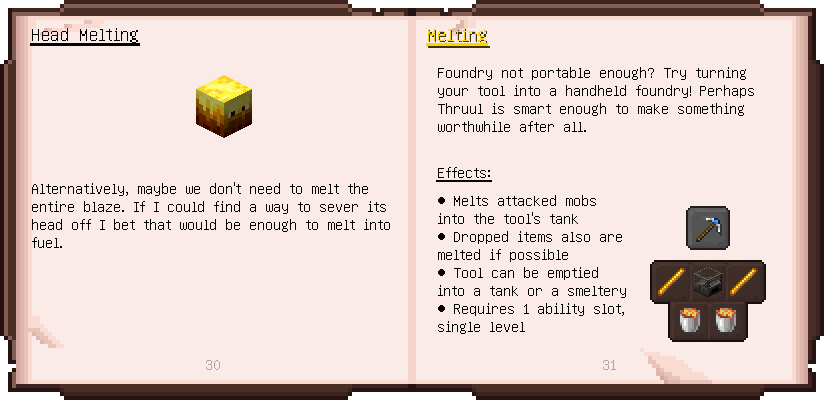 Head Melting
Alternatively, maybe we don't need to melt the
entire blaze. If I could find a way to sever its
head off I bet that would be enough to melt into
fuel.
30
Melting
Foundry not portable enough? Try turning
your tool into a handheld foundry! Perhaps
Thruul is smart enough to make something
worthwhile after all.
Effects:
• Melts attacked mobs
into the tool's tank
• Dropped items also are
melted if possible
• Tool can be emptied
into a tank or a smeltery
• Requires 1 ability slot,
single level
31